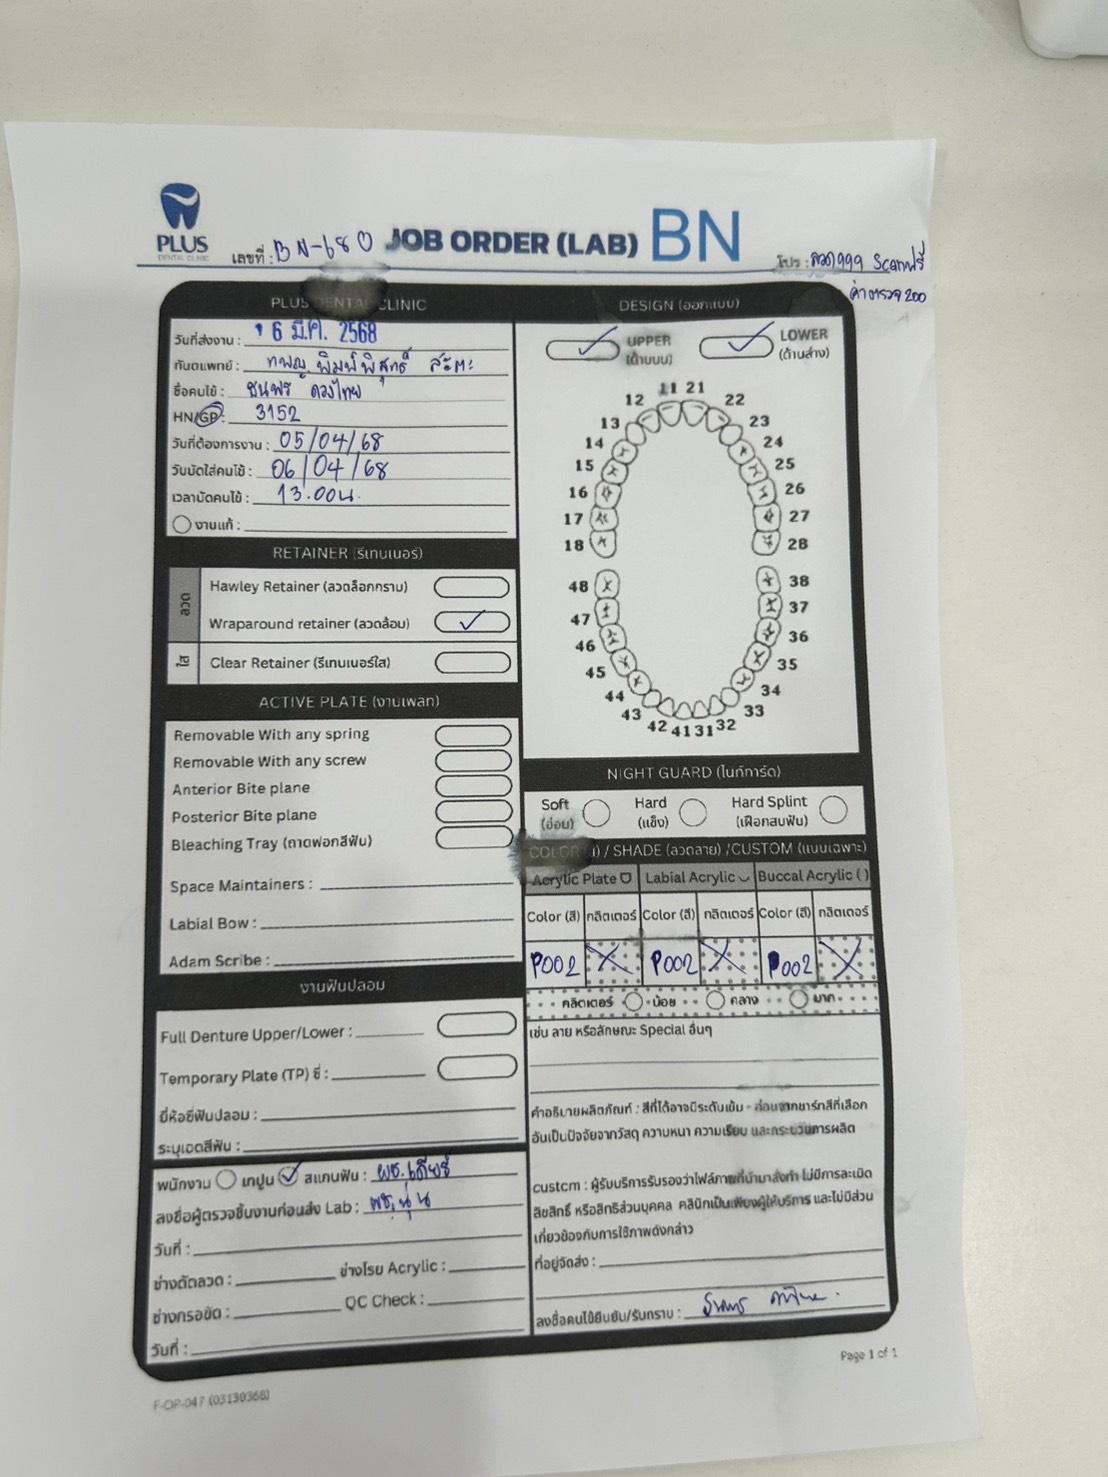 PLUS
DENTAL CLINIC
เลขที่ : BN-680
JOB ORDER (LAB) BN
โปร : ลวด999 Scanฟรี
ค่าตรวจ 200
PLUS DENTAL CLINIC
วันที่ส่งงาน : 6 มี.ค. 2568
ทันตแพทย์ : ทพญ. พิมพ์พิสุทธิ์
ชื่อคนไข้ : ชนพร ดวงไทย
HN/GP : 3152
วันที่ต้องการงาน : 05/04/68
วันนัดใส่คนไข้ : 06/04/68
เวลานัดคนไข้ : 13.00น.
งานแก้ :
RETAINER (รีเทนเนอร์)
ลวด
Hawley Retainer (ลวดล็อกกราม)
Wraparound retainer (ลวดล้อม)
ใส
Clear Retainer (รีเทนเนอร์ใส)
ACTIVE PLATE (งานเพลท)
Removable With any spring
Removable With any screw
Anterior Bite plane
Posterior Bite plane
Bleaching Tray (ถาดฟอกสีฟัน)
Space Maintainers :
Labial Bow :
Adam Scribe :
งานฟันปลอม
Full Denture Upper/Lower :
Temporary Plate (TP) ซี่ :
ยี่ห้อซี่ฟันปลอม :
ระบุเฉดสีฟัน :
พนักงาน เทปูน สแกนฟัน :
ลงชื่อผู้ตรวจชิ้นงานก่อนส่ง Lab : ผช. นุ่น
วันที่ :
ช่างดัดลวด : ช่างโรย Acrylic :
ช่างกรอขัด : QC Check :
วันที่ :
DESIGN (ออกแบบ)
UPPER (ด้านบน)
LOWER (ด้านล่าง)
11 21
12 22
13 23
14 24
15 25
16 26
17 27
18 28
48 38
47 37
46 36
45 35
44 34
43 33
42 41 31 32
NIGHT GUARD (ไนท์การ์ด)
Soft (อ่อน)
Hard (แข็ง)
Hard Splint (เฝือกสบฟัน)
COLOR (สี) / SHADE (ลวดลาย) /CUSTOM (แบบเฉพาะ)
Acrylic Plate Labial Acrylic Buccal Acrylic ( )
Color (สี) กลิตเตอร์ Color (สี) กลิตเตอร์ Color (สี) กลิตเตอร์
P002 P002 P002
กลิตเตอร์ น้อย กลาง มาก
เช่น ลาย หรือลักษณะ Special อื่นๆ
คำอธิบายผลิตภัณฑ์ : สีที่ได้อาจมีระดับเข้ม - อ่อนจากชาร์ทสีที่เลือก
อันเป็นปัจจัยจากวัสดุ ความหนา ความเรียบ และกระบวนการผลิต
custom : ผู้รับบริการรับรองว่าไฟล์ภาพที่นำมาสั่งทำ ไม่มีการละเมิด
ลิขสิทธิ์ หรือสิทธิส่วนบุคคล คลินิกเป็นเพียงผู้ให้บริการ และไม่มีส่วน
เกี่ยวข้องกับการใช้ภาพดังกล่าว
ที่อยู่จัดส่ง :
ลงชื่อคนไข้ยืนยัน/รับทราบ :
Page 1 of 1
F-OP-047 (03130368)